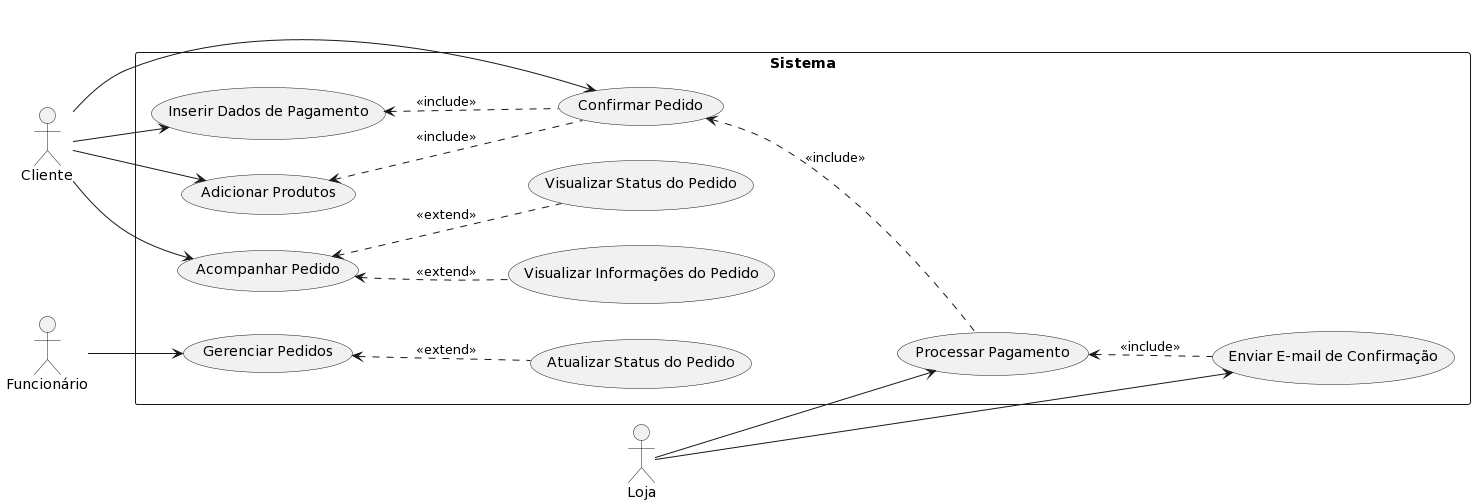 Sistema
Inserir Dados de Pagamento
«include»
Confirmar Pedido
«include»
«include»
Cliente
Adicionar Produtos
Visualizar Status do Pedido
«extend»
Acompanhar Pedido
«extend»
Visualizar Informações do Pedido
Funcionário
Gerenciar Pedidos
«extend»
Atualizar Status do Pedido
Processar Pagamento
«include»
Enviar E-mail de Confirmação
Loja